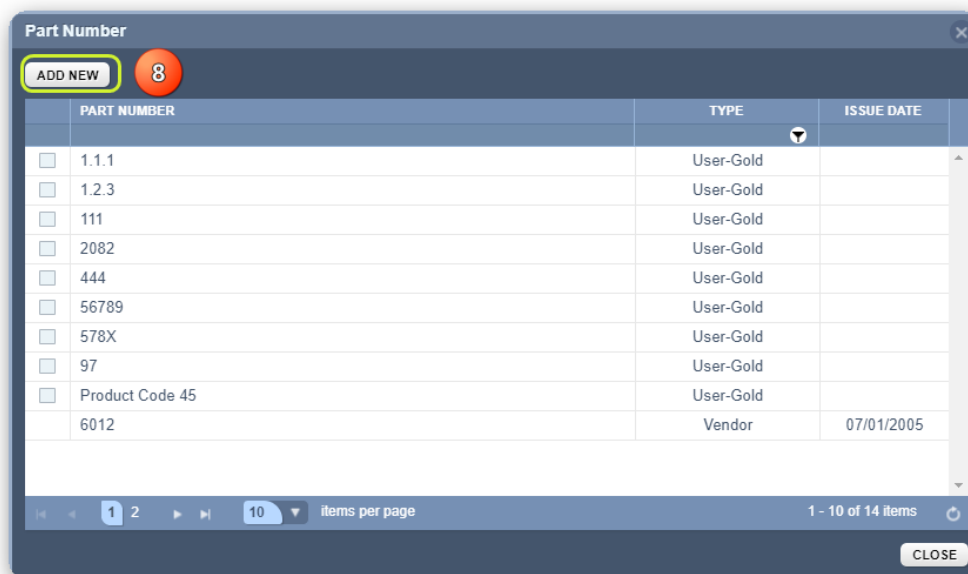 Part Number
ADD NEW 8
PART NUMBER TYPE ISSUE DATE
1.1.1 User-Gold
1.2.3 User-Gold
111 User-Gold
2082 User-Gold
444 User-Gold
56789 User-Gold
578X User-Gold
97 User-Gold
Product Code 45 User-Gold
6012 Vendor 07/01/2005
1 2 10 items per page 1 - 10 of 14 items
CLOSE